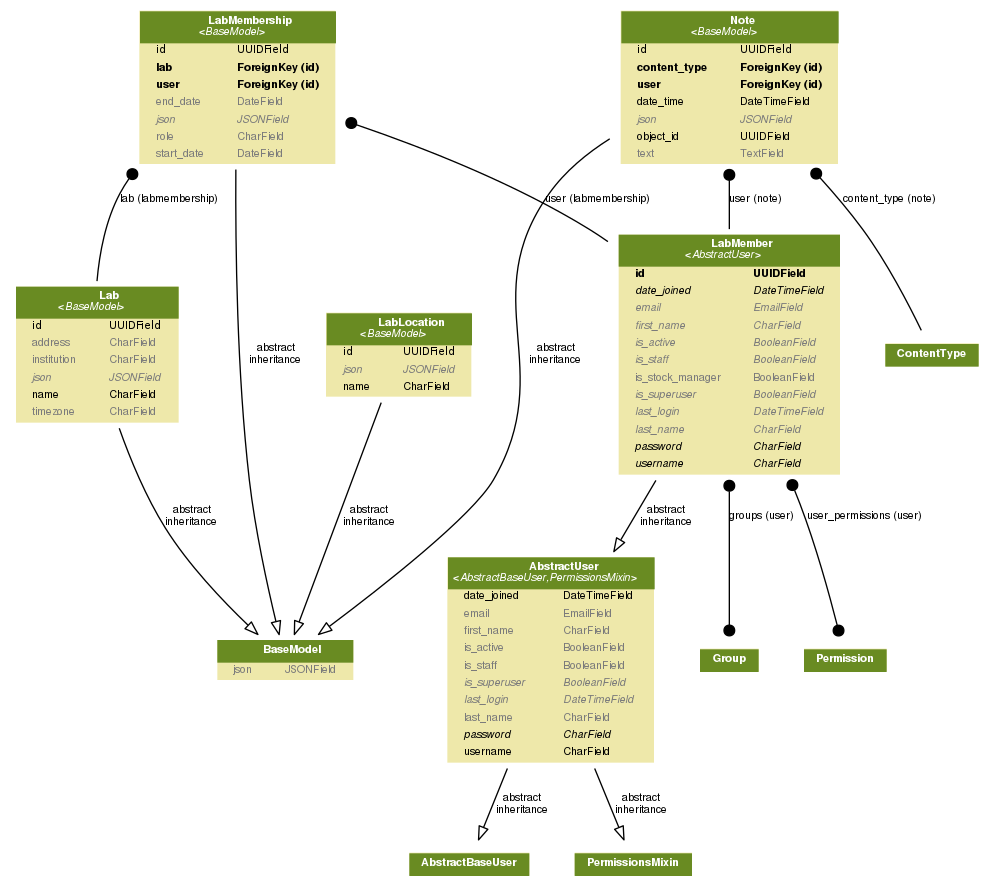 LabMembership
<BaseModel>
id UUIDField
lab ForeignKey (id)
user ForeignKey (id)
end_date DateField
json JSONField
role CharField
start_date DateField
Note
<BaseModel>
id UUIDField
content_type ForeignKey (id)
user ForeignKey (id)
date_time DateTimeField
json JSONField
object_id UUIDField
text TextField
lab (labmembership)
user (labmembership)
user (note)
content_type (note)
LabMember
<AbstractUser>
id UUIDField
date_joined DateTimeField
email EmailField
first_name CharField
is_active BooleanField
is_staff BooleanField
is_stock_manager BooleanField
is_superuser BooleanField
last_login DateTimeField
last_name CharField
password CharField
username CharField
Lab
<BaseModel>
id UUIDField
address CharField
institution CharField
json JSONField
name CharField
timezone CharField
LabLocation
<BaseModel>
id UUIDField
json JSONField
name CharField
abstract
inheritance
abstract
inheritance
ContentType
abstract
inheritance
abstract
inheritance
abstract
inheritance
groups (user)
user_permissions (user)
AbstractUser
<AbstractBaseUser,PermissionsMixin>
date_joined DateTimeField
email EmailField
first_name CharField
is_active BooleanField
is_staff BooleanField
is_superuser BooleanField
last_login DateTimeField
last_name CharField
password CharField
username CharField
BaseModel
json JSONField
Group
Permission
abstract
inheritance
abstract
inheritance
AbstractBaseUser
PermissionsMixin